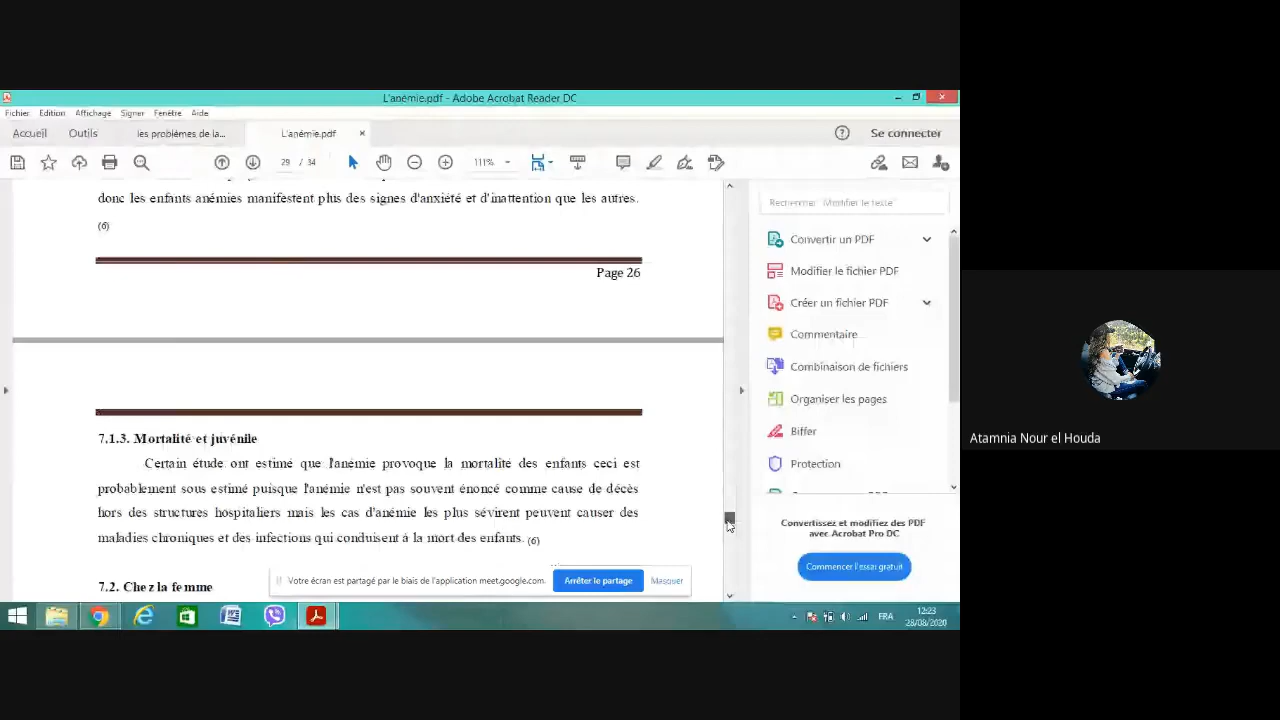 L'anémie.pdf - Adobe Acrobat Reader DC
Fichier Edition Affichage Signer Fenêtre Aide
Accueil Outils les problèmes de la... L'anémie.pdf × Se connecter
29 / 34 111%
donc les enfants anémies manifestent plus des signes d'anxiété et d'inattention que les autres.
(6)
Page 26
7.1.3. Mortalité et juvénile
Certain étude ont estimé que l'anémie provoque la mortalité des enfants ceci est
probablement sous estimé puisque l'anémie n'est pas souvent énoncé comme cause de décès
hors des structures hospitaliers mais les cas d'anémie les plus sévirent peuvent causer des
maladies chroniques et des infections qui conduisent à la mort des enfants. (6)
7.2. Chez la femme
Rechercher 'Modifier le texte'
Convertir un PDF
Modifier le fichier PDF
Créer un fichier PDF
Commentaire
Combinaison de fichiers
Organiser les pages
Biffer
Protection
Convertissez et modifiez des PDF
avec Acrobat Pro DC
Commencer l'essai gratuit
Votre écran est partagé par le biais de l'application meet.google.com.
Arrêter le partage
Masquer
FRA
12:23
28/08/2020
Atamnia Nour el Houda